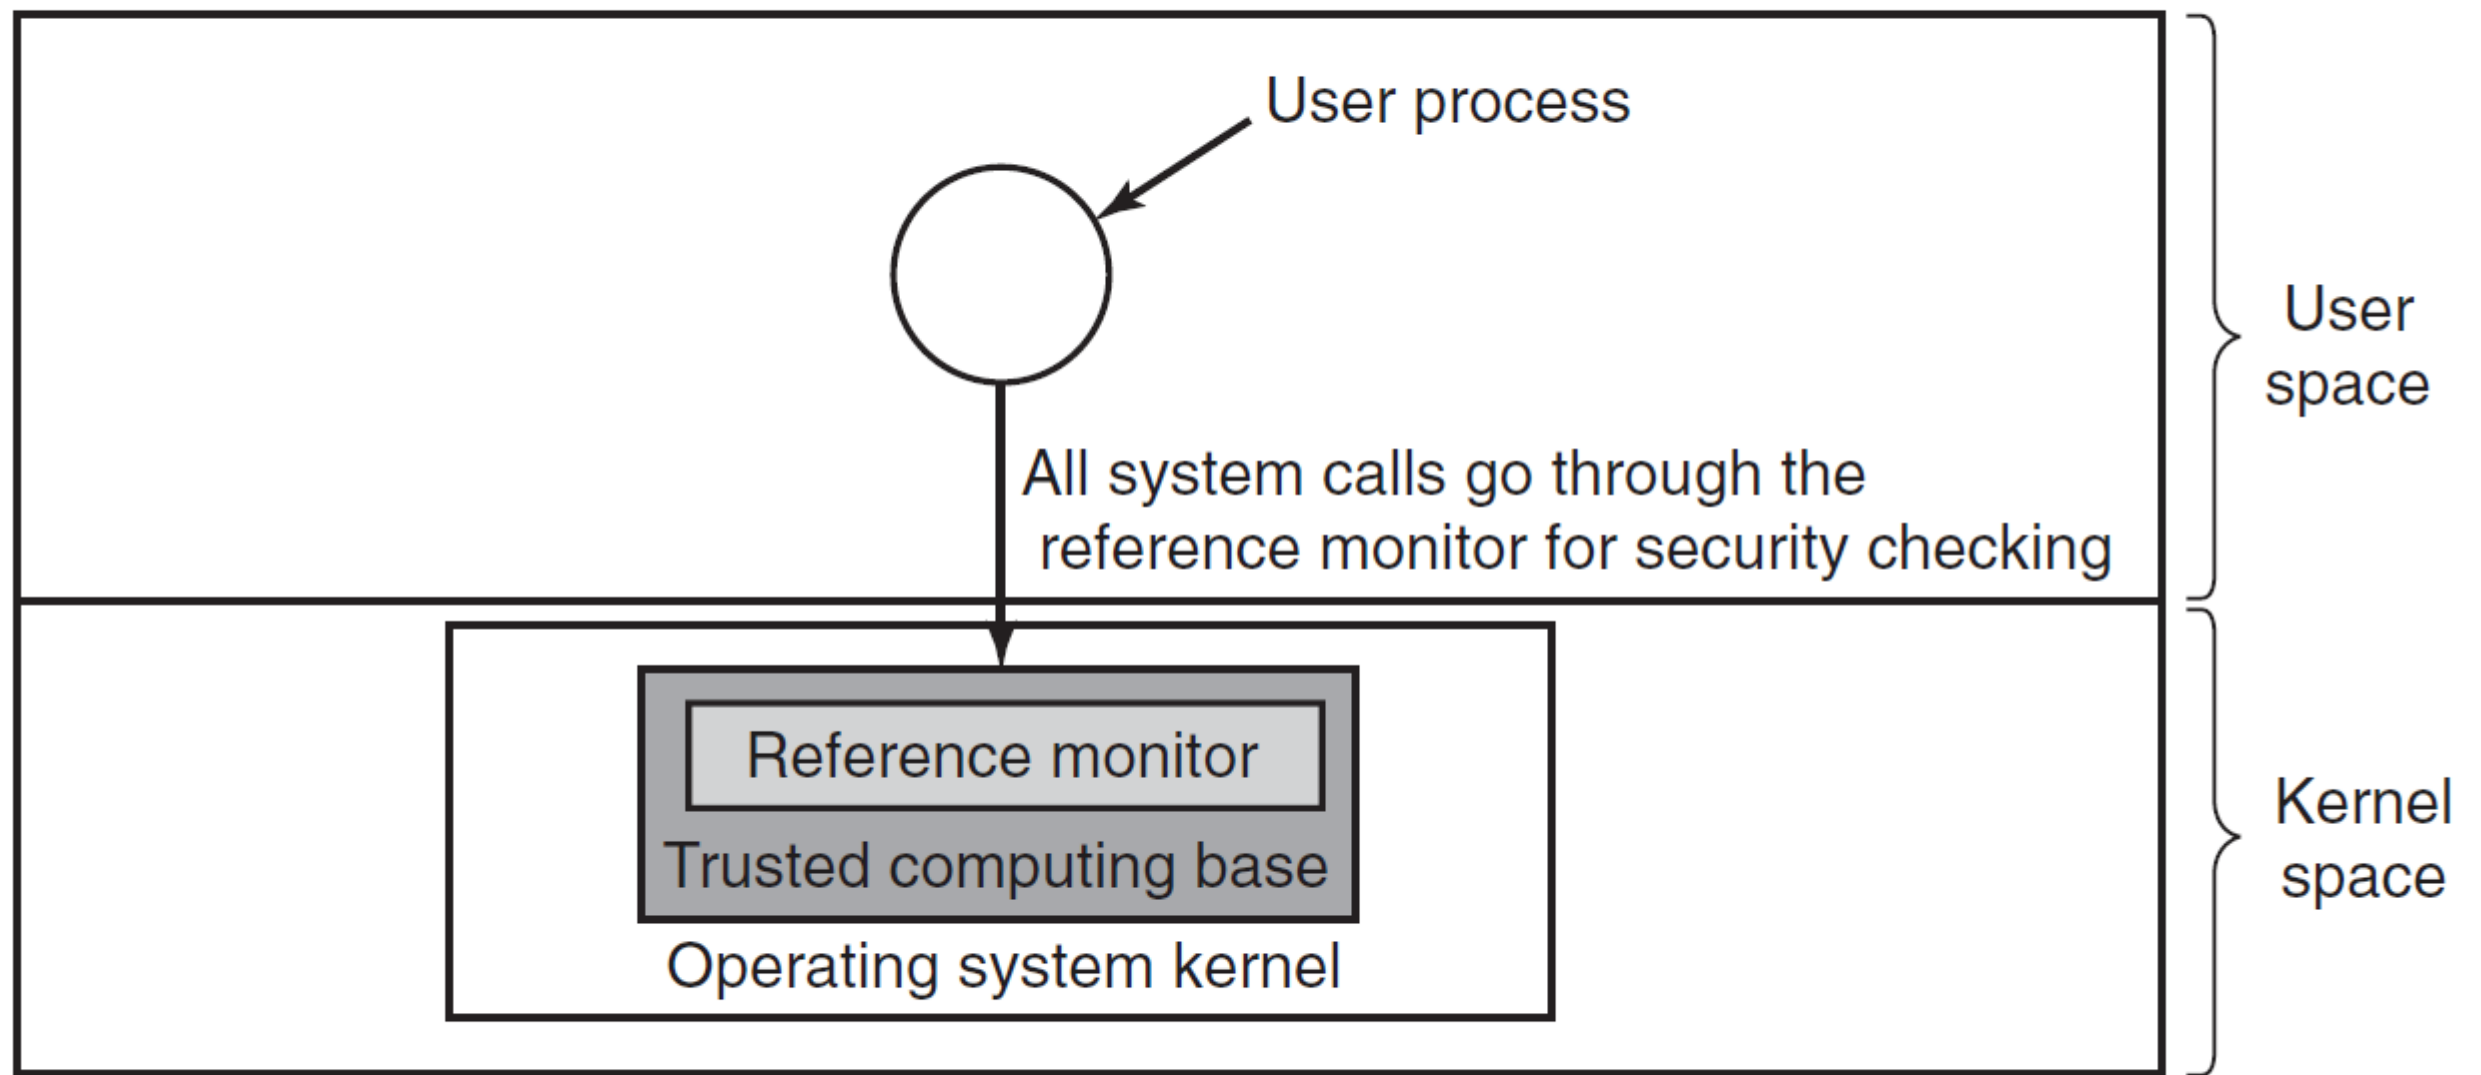 User process
User
space
All system calls go through the
reference monitor for security checking
Reference monitor
Trusted computing base
Operating system kernel
Kernel
space